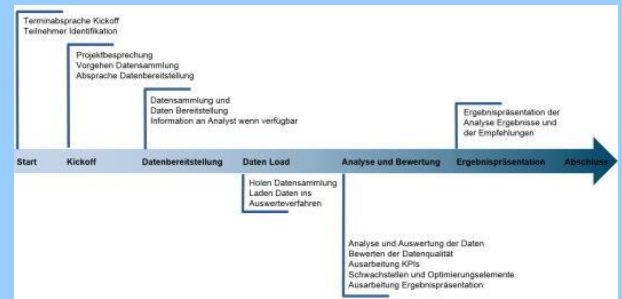 Terminabsprache Kickoff
Teilnehmer Identifikation
Projektbesprechung
Vorgehen Datensammlung
Absprache Datenbereitstellung
Datensammlung und
Daten Bereitstellung
Information an Analyst wenn verfügbar
Ergebnispräsentation der
Analyse Ergebnisse und
der Empfehlungen
Start Kickoff Datenbereitstellung Daten Load Analyse und Bewertung Ergebnispräsentation Abschluss
Holen Datensammlung
Laden Daten ins
Auswerteverfahren
Analyse und Auswertung der Daten
Bewerten der Datenqualität
Ausarbeitung KPIs
Schwachstellen und Optimierungselemente
Ausarbeitung Ergebnispräsentation